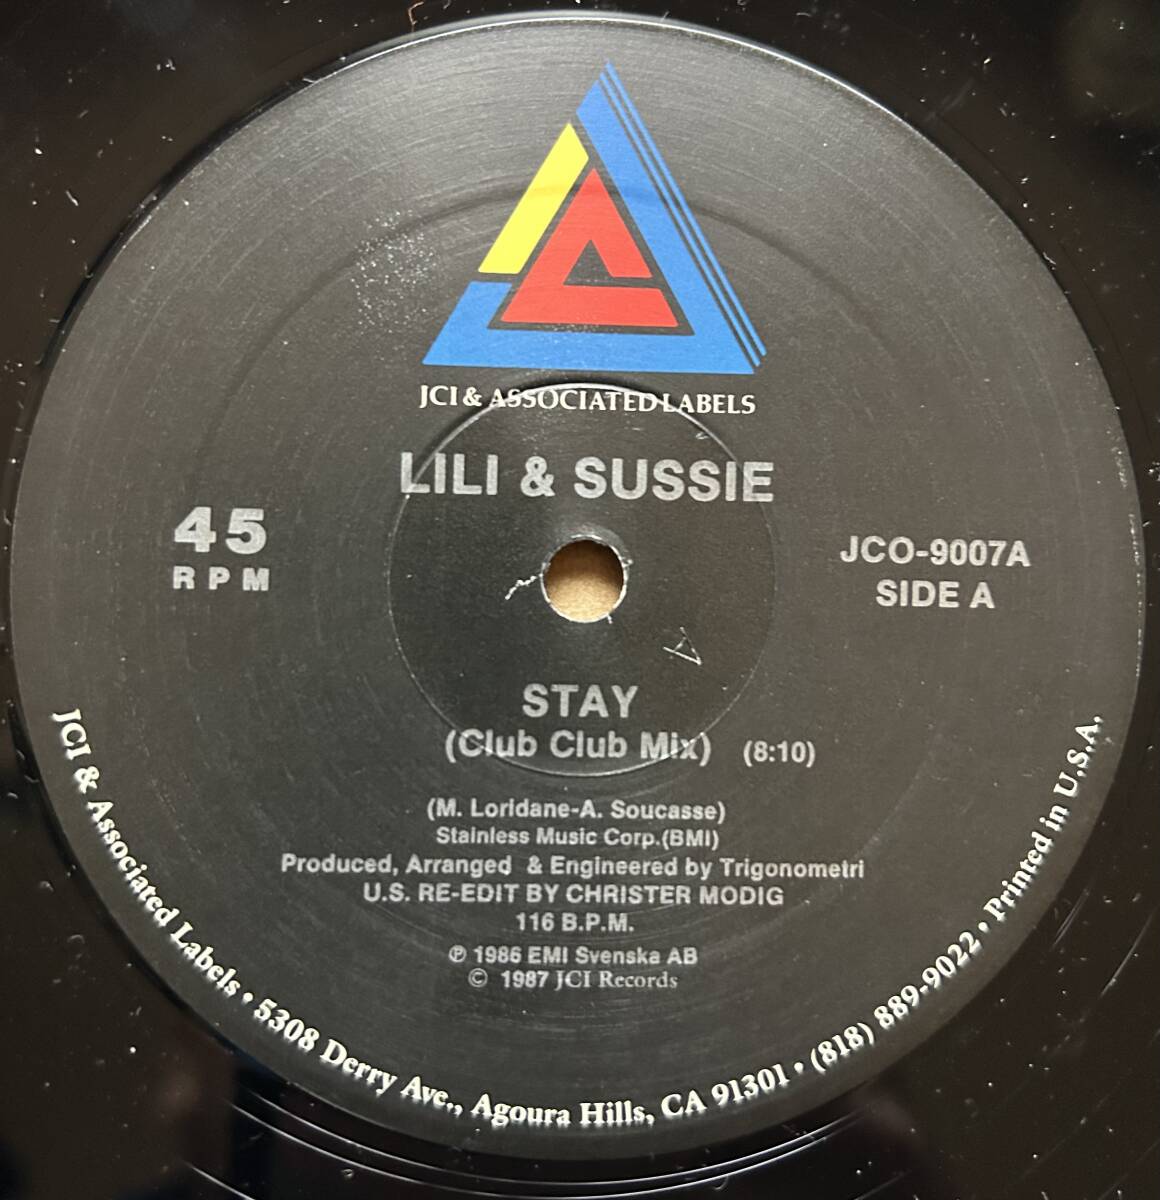 JCI & ASSOCIATED LABELS
LILI & SUSSIE
45
RPM
JCO-9007A
SIDE A
STAY
(Club Club Mix) (8:10)
(M. Loridane-A. Soucasse)
Stainless Music Corp.(BMI)
Produced, Arranged & Engineered by Trigonometri
U.S. RE-EDIT BY CHRISTER MODIG
116 B.P.M.
℗ 1986 EMI Svenska AB
© 1987 JCI Records
JCI & Associated Labels • 5308 Derry Ave., Agoura Hills, CA 91301 • (818) 889-9022 • Printed in U.S.A.